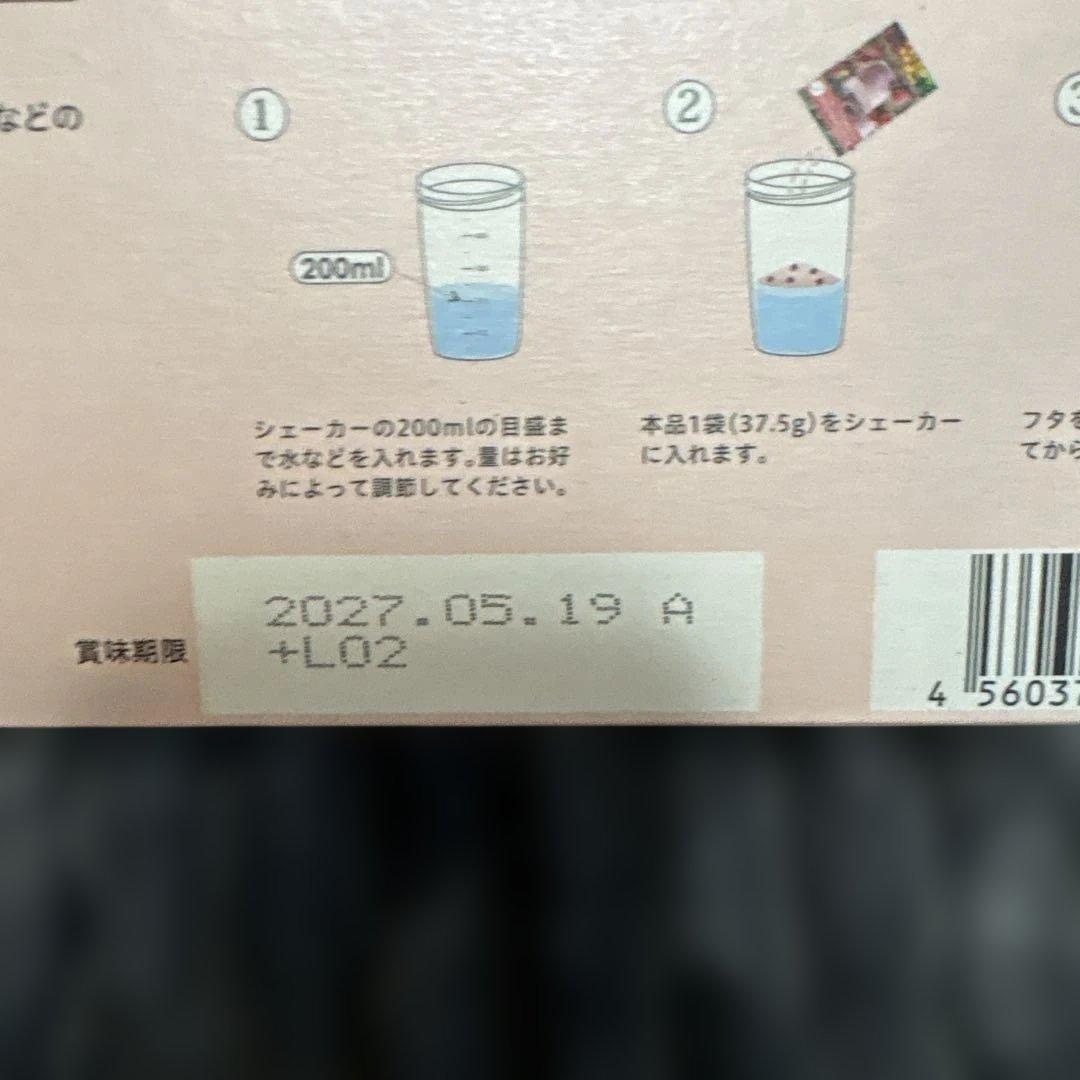 などの
①
②
200ml
シェーカーの200mlの目盛ま
で水などを入れます。量はお好
みによって調節してください。
本品1袋(37.5g)をシェーカー
に入れます。
フタを
てから
賞味期限
2027.05.19 A
+L02
4 56037